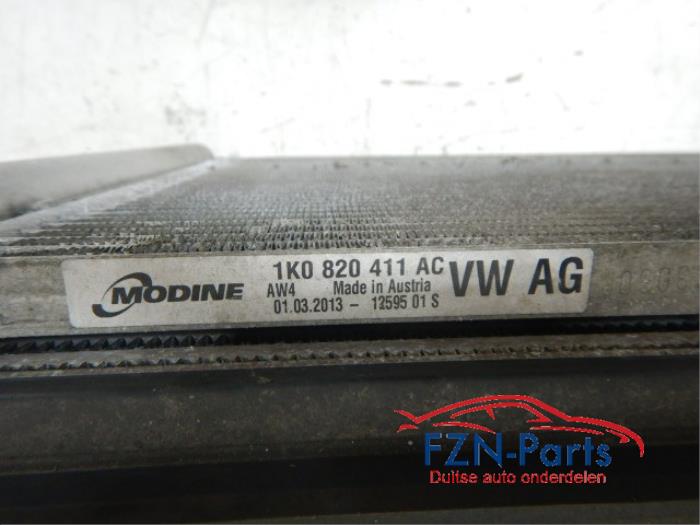 MODINE
1K0 820 411 AC
VW AG
AW4 Made in Austria
01.03.2013 - 12595 01 S
FZN-Parts
Duitse auto onderdelen